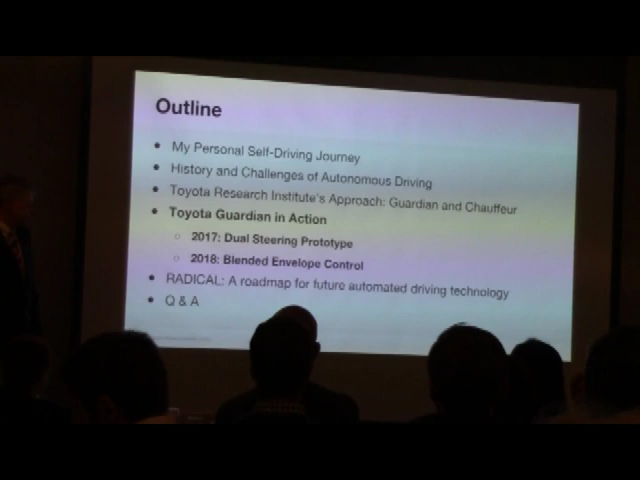 Outline
• My Personal Self-Driving Journey
• History and Challenges of Autonomous Driving
• Toyota Research Institute's Approach: Guardian and Chauffeur
• Toyota Guardian in Action
○ 2017: Dual Steering Prototype
○ 2018: Blended Envelope Control
• RADICAL: A roadmap for future automated driving technology
• Q & A